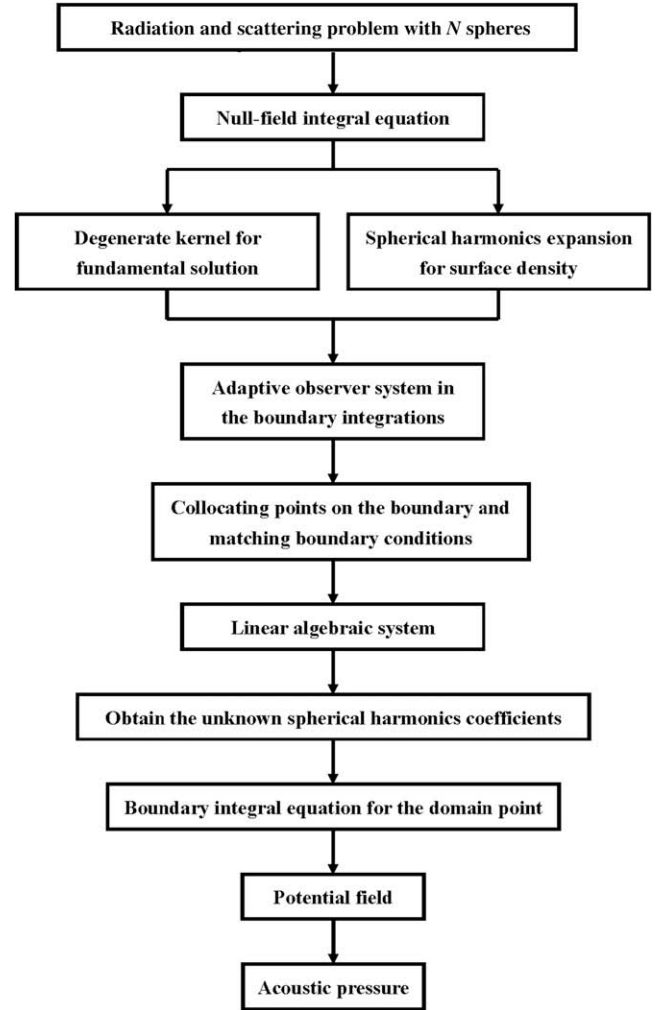 Radiation and scattering problem with N spheres
Null-field integral equation
Degenerate kernel for
fundamental solution
Spherical harmonics expansion
for surface density
Adaptive observer system in
the boundary integrations
Collocating points on the boundary and
matching boundary conditions
Linear algebraic system
Obtain the unknown spherical harmonics coefficients
Boundary integral equation for the domain point
Potential field
Acoustic pressure